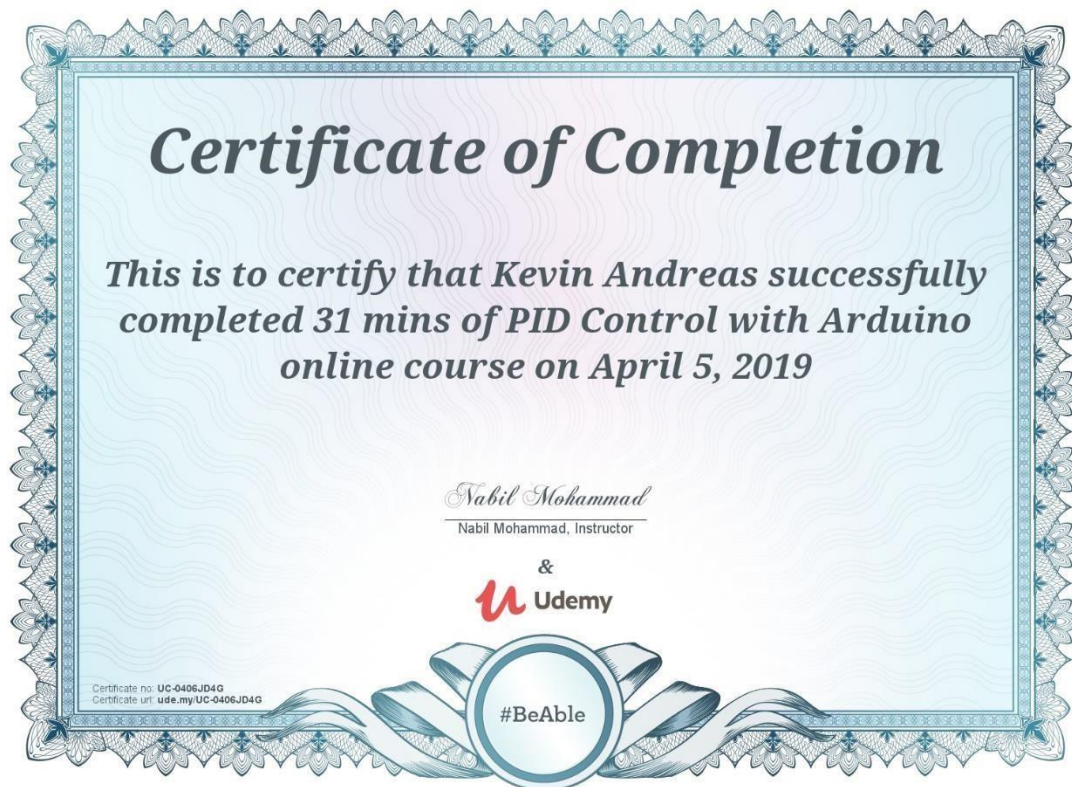 Certificate of Completion
This is to certify that Kevin Andreas successfully
completed 31 mins of PID Control with Arduino
online course on April 5, 2019
Nabil Mohammad
Nabil Mohammad, Instructor
&
Udemy
Certificate no: UC-0406JD4G
Certificate url: ude.my/UC-0406JD4G
#BeAble